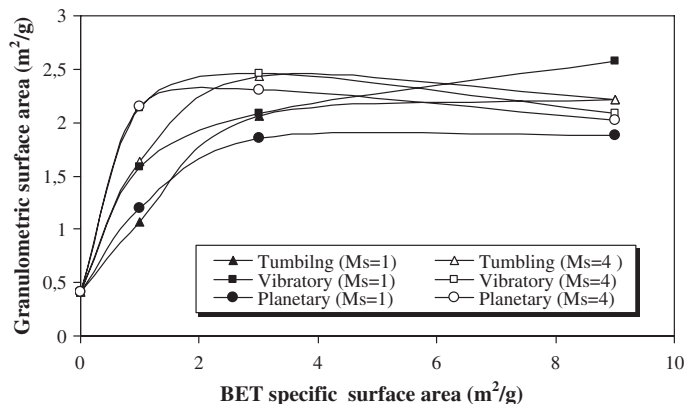 Granulometric surface area (m²/g)
3
2,5
2
1,5
1
0,5
0
Tumbilng (Ms=1)
Tumbling (Ms=4 )
Vibratory (Ms=1)
Vibratory (Ms=4)
Planetary (Ms=1)
Planetary (Ms=4)
0 2 4 6 8 10
BET specific surface area (m²/g)